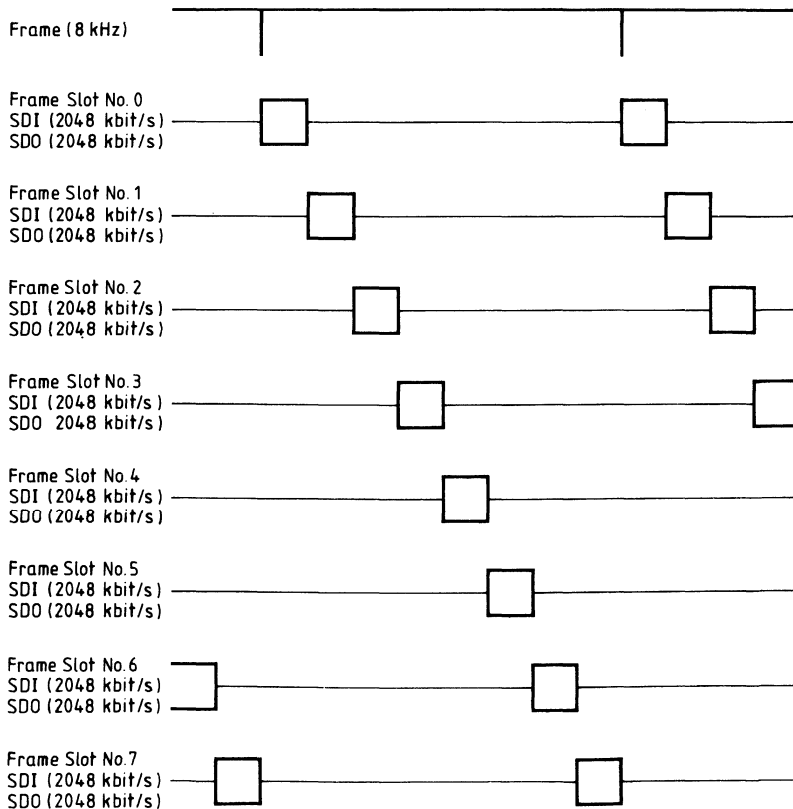 Frame (8 kHz)
Frame Slot No. 0
SDI (2048 kbit/s)
SDO (2048 kbit/s)
Frame Slot No. 1
SDI (2048 kbit/s)
SDO (2048 kbit/s)
Frame Slot No. 2
SDI (2048 kbit/s)
SDO (2048 kbit/s)
Frame Slot No. 3
SDI (2048 kbit/s)
SDO 2048 kbit/s)
Frame Slot No. 4
SDI (2048 kbit/s)
SDO (2048 kbit/s)
Frame Slot No. 5
SDI (2048 kbit/s)
SDO (2048 kbit/s)
Frame Slot No. 6
SDI (2048 kbit/s)
SDO (2048 kbit/s)
Frame Slot No. 7
SDI (2048 kbit/s)
SDO (2048 kbit/s)